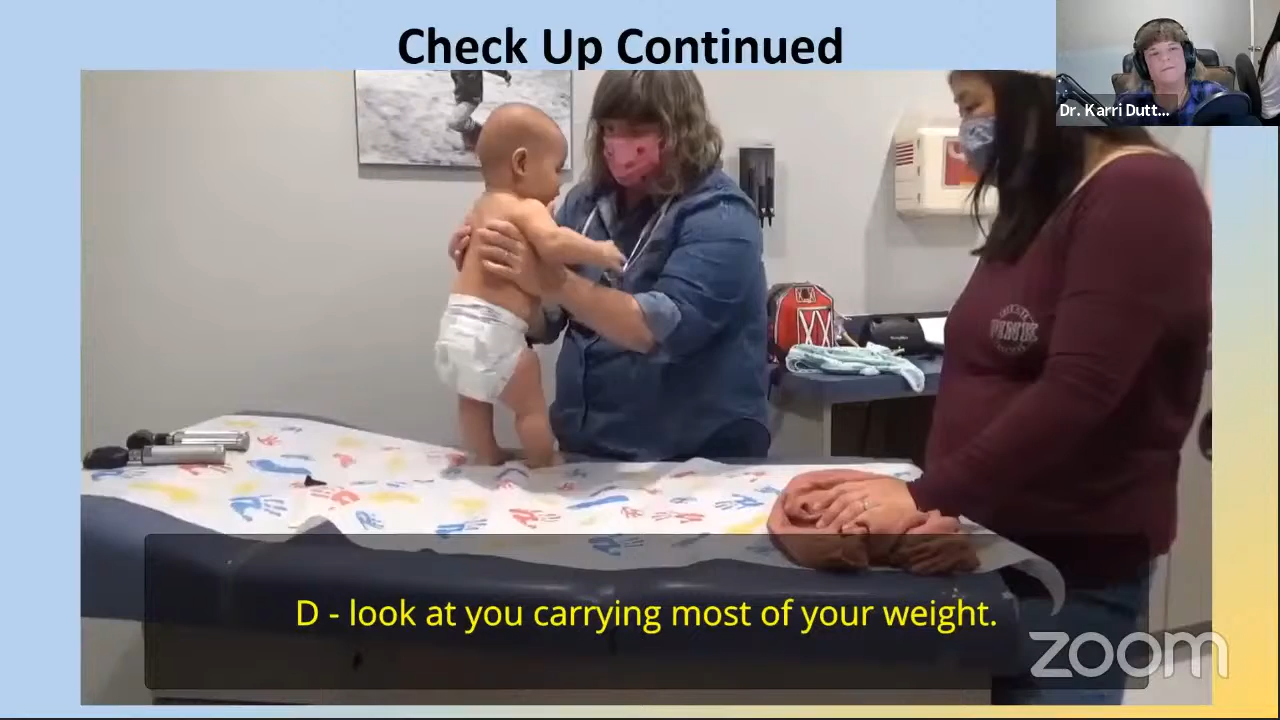 Check Up Continued
Dr. Karri Dutt...
PINK
D - look at you carrying most of your weight.
zoom